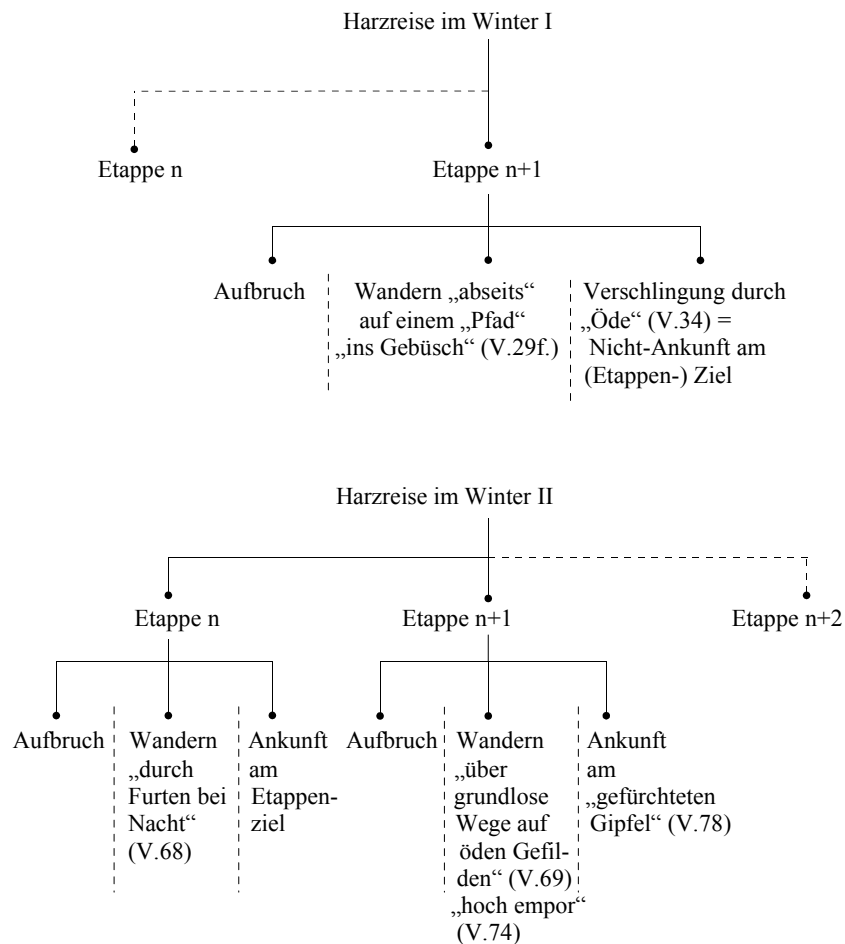 Harzreise im Winter I
Etappe n
Etappe n+1
Aufbruch
Wandern „abseits“
auf einem „Pfad“
„ins Gebüsch“ (V.29f.)
Verschlingung durch
„Öde“ (V.34) =
Nicht-Ankunft am
(Etappen-) Ziel
Harzreise im Winter II
Etappe n
Etappe n+1
Etappe n+2
Aufbruch
Wandern
„durch
Furten bei
Nacht“
(V.68)
Ankunft
am
Etappen-
ziel
Aufbruch
Wandern
„über
grundlose
Wege auf
öden Gefil-
den“ (V.69)
„hoch empor“
(V.74)
Ankunft
am
„gefürchteten
Gipfel“ (V.78)